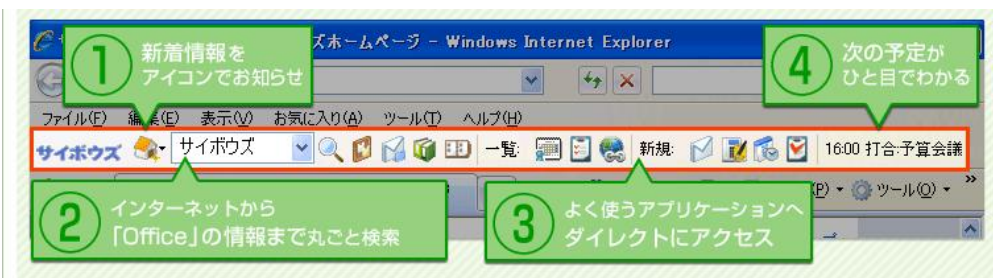 ズホームページ - Windows Internet Explorer
1 新着情報を
アイコンでお知らせ
4 次の予定が
ひと目でわかる
ファイル(F) 編集(E) 表示(V) お気に入り(A) ツール(T) ヘルプ(H)
サイボウズ サイボウズ 一覧: 新規: 16:00 打合:予算会議
(P) ツール(O) »
2 インターネットから
「Office」の情報まで丸ごと検索
3 よく使うアプリケーションへ
ダイレクトにアクセス